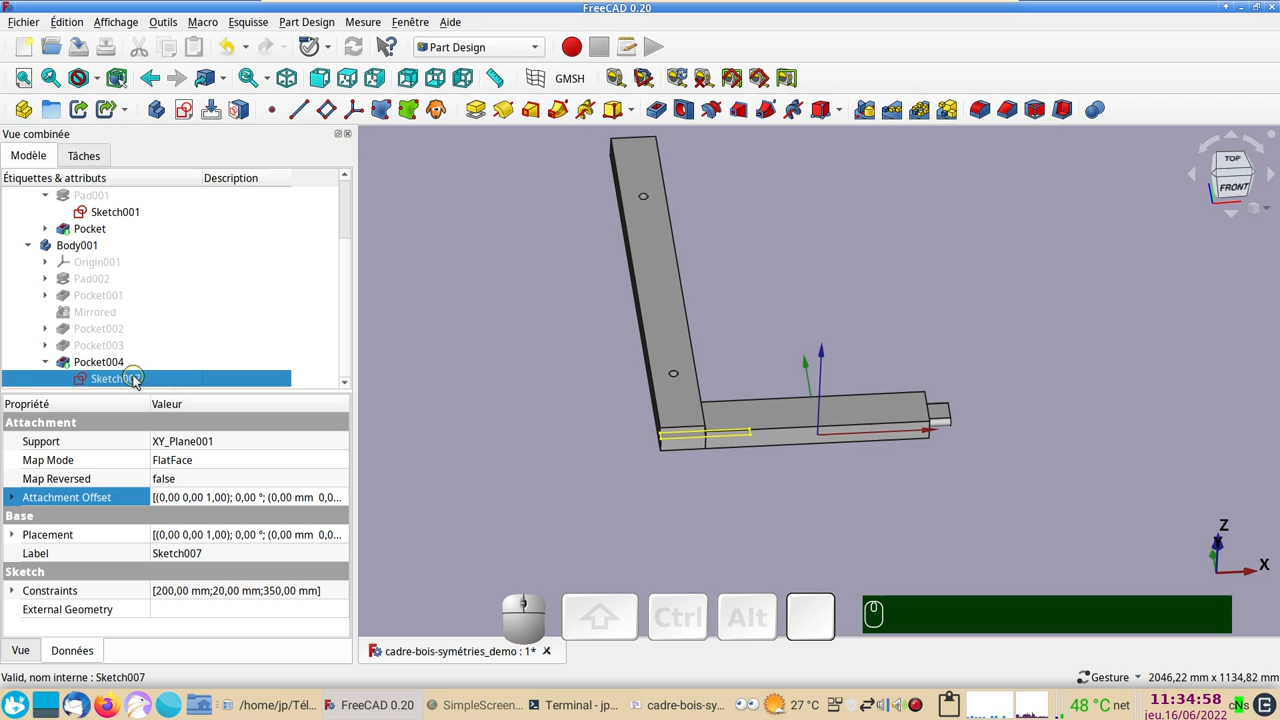 FreeCAD 0.20
Fichier Édition Affichage Outils Macro Esquisse Part Design Mesure Fenêtre Aide
Part Design
GMSH
Vue combinée
Modèle Tâches
Étiquettes & attributs Description
Pad001
Sketch001
Pocket
Body001
Origin001
Pad002
Pocket001
Mirrored
Pocket002
Pocket003
Pocket004
Sketch007
Propriété Valeur
Attachment
Support XY_Plane001
Map Mode FlatFace
Map Reversed false
Attachment Offset [(0,00 0,00 1,00); 0,00 °; (0,00 mm 0,0...
Base
Placement [(0,00 0,00 1,00); 0,00 °; (0,00 mm 0,0...
Label Sketch007
Sketch
Constraints [200,00 mm;20,00 mm;350,00 mm]
External Geometry
Vue Données
TOP
FRONT
Z
Y
X
Ctrl Alt
cadre-bois-symétries_demo : 1*
Valid, nom interne : Sketch007
Gesture 2046,22 mm x 1134,82 mm
/home/jp/Tél... FreeCAD 0.20 SimpleScreen... Terminal - jp... cadre-bois-sy... 27 °C 48 °C net 11:34:58
jeu.16/06/2022